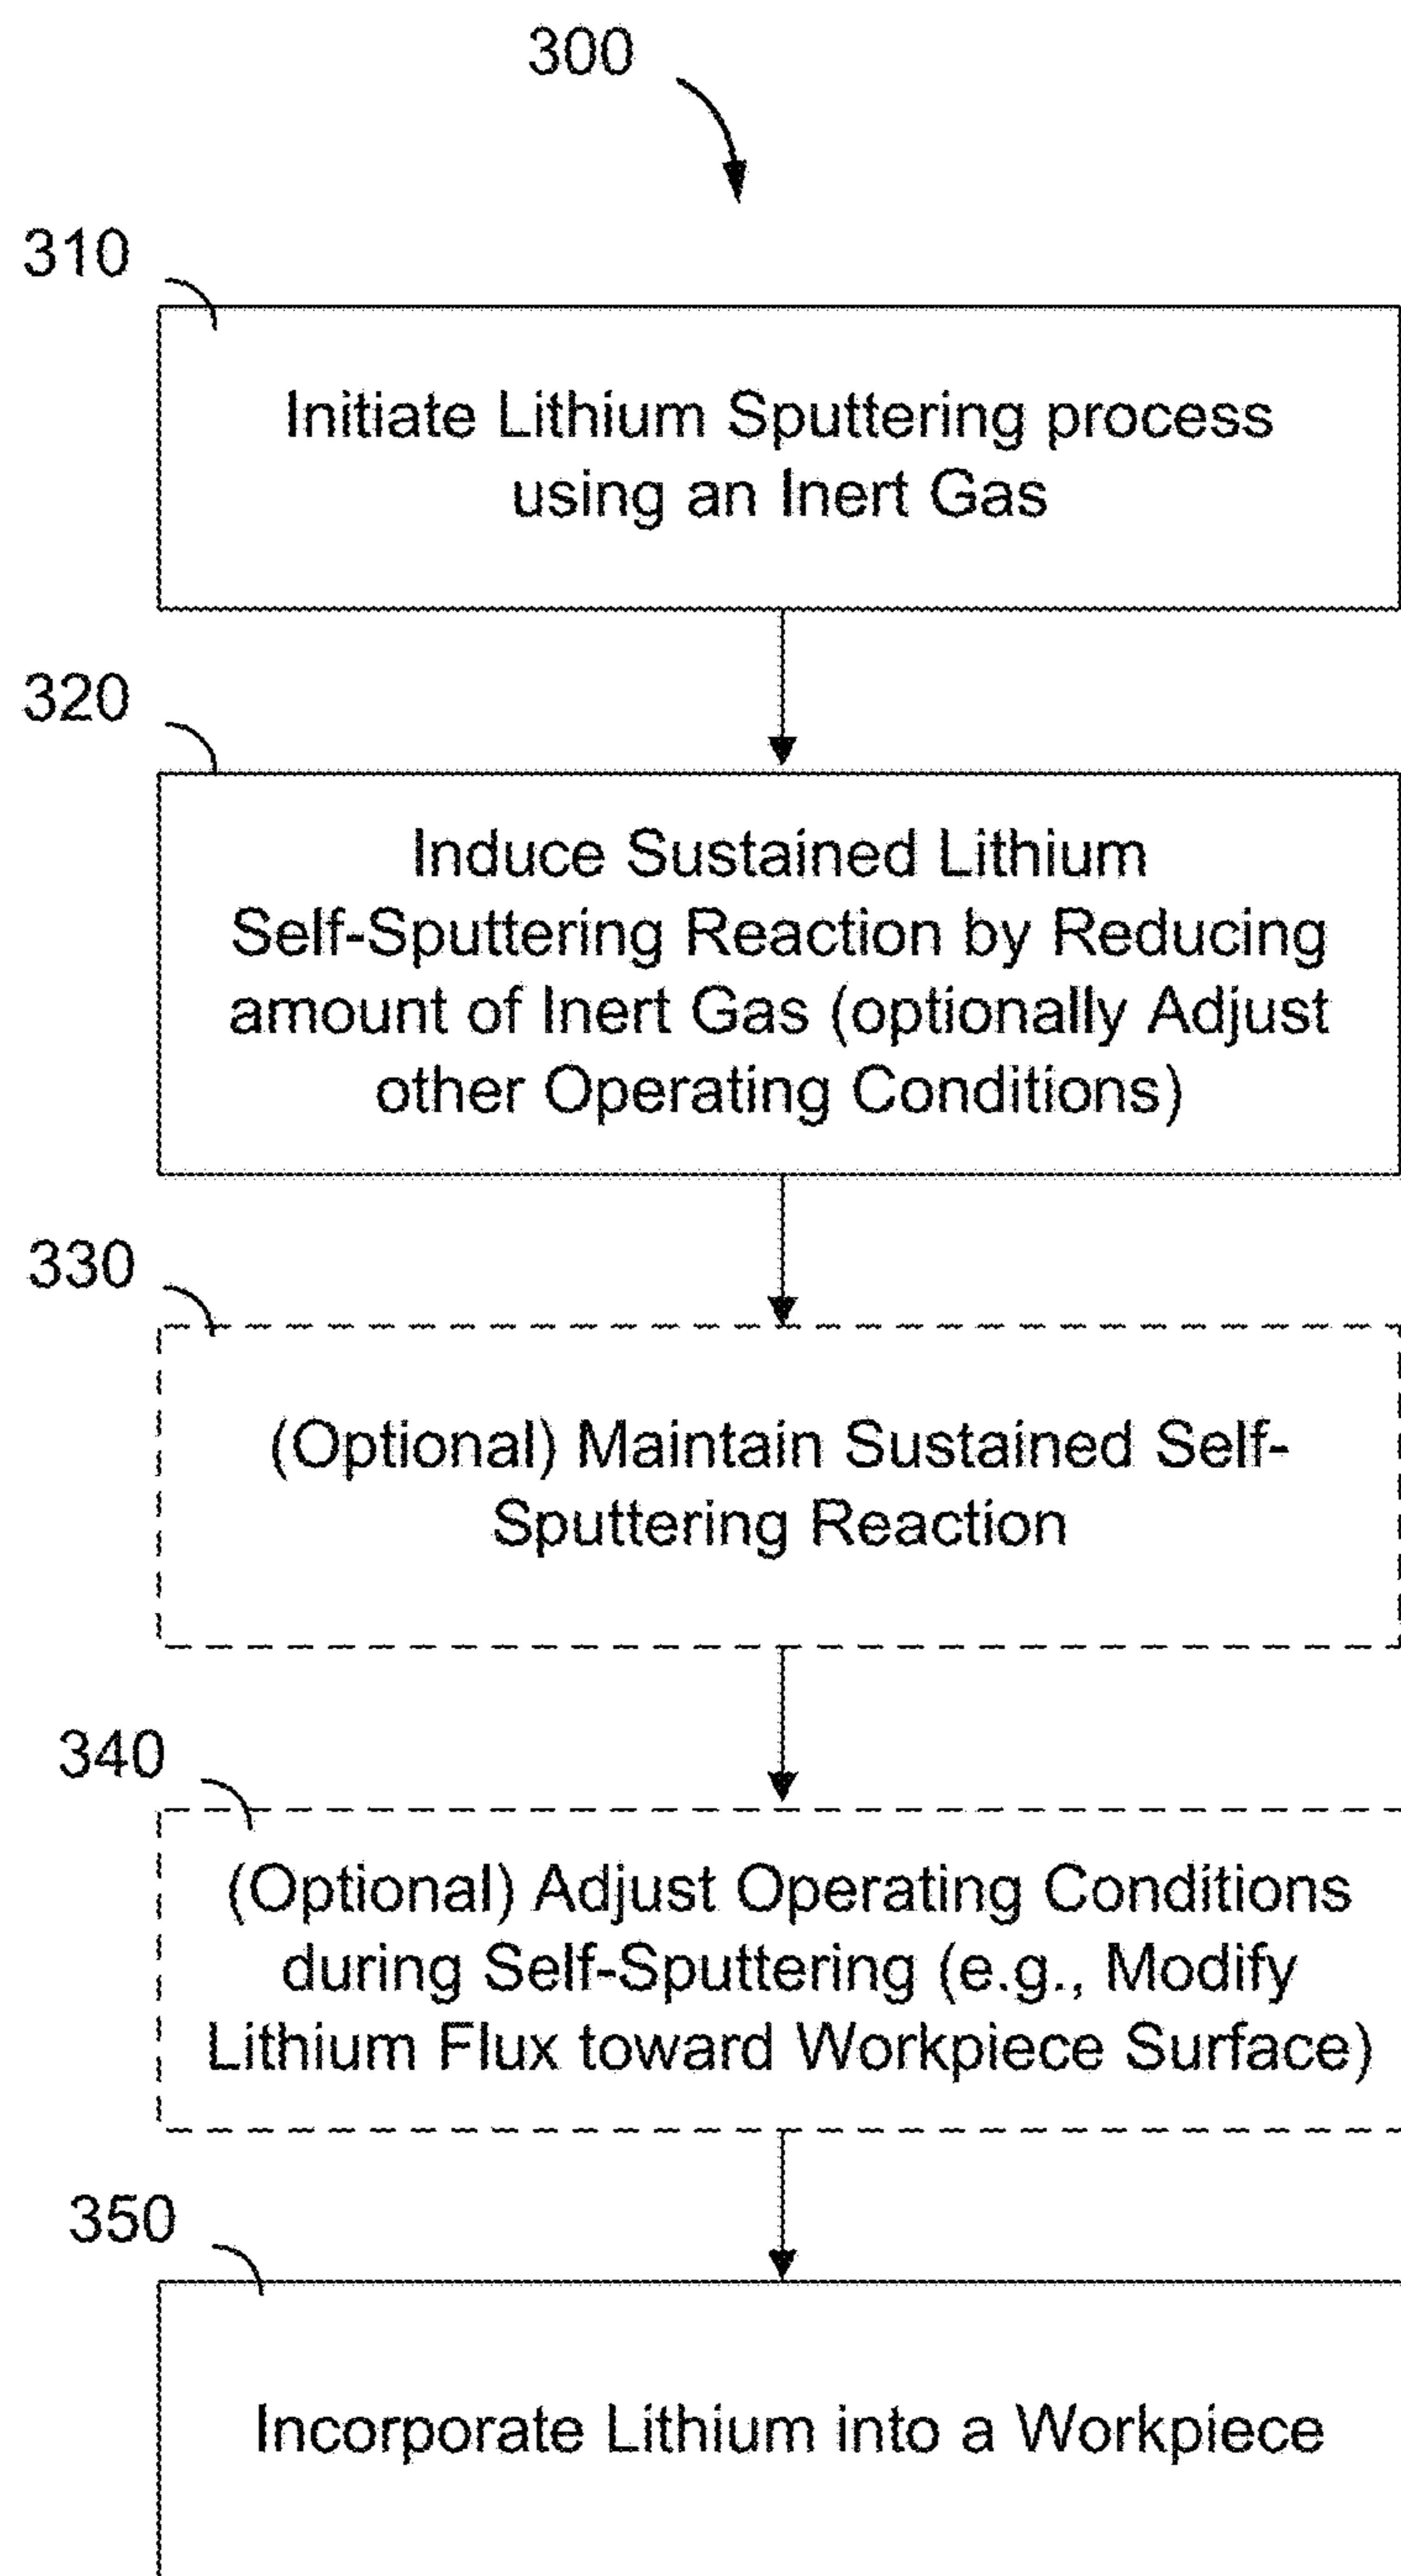 300
310
Initiate Lithium Sputtering process
using an Inert Gas
320
Induce Sustained Lithium
Self-Sputtering Reaction by Reducing
amount of Inert Gas (optionally Adjust
other Operating Conditions)
330
(Optional) Maintain Sustained Self-
Sputtering Reaction
340
(Optional) Adjust Operating Conditions
during Self-Sputtering (e.g., Modify
Lithium Flux toward Workpiece Surface)
350
Incorporate Lithium into a Workpiece